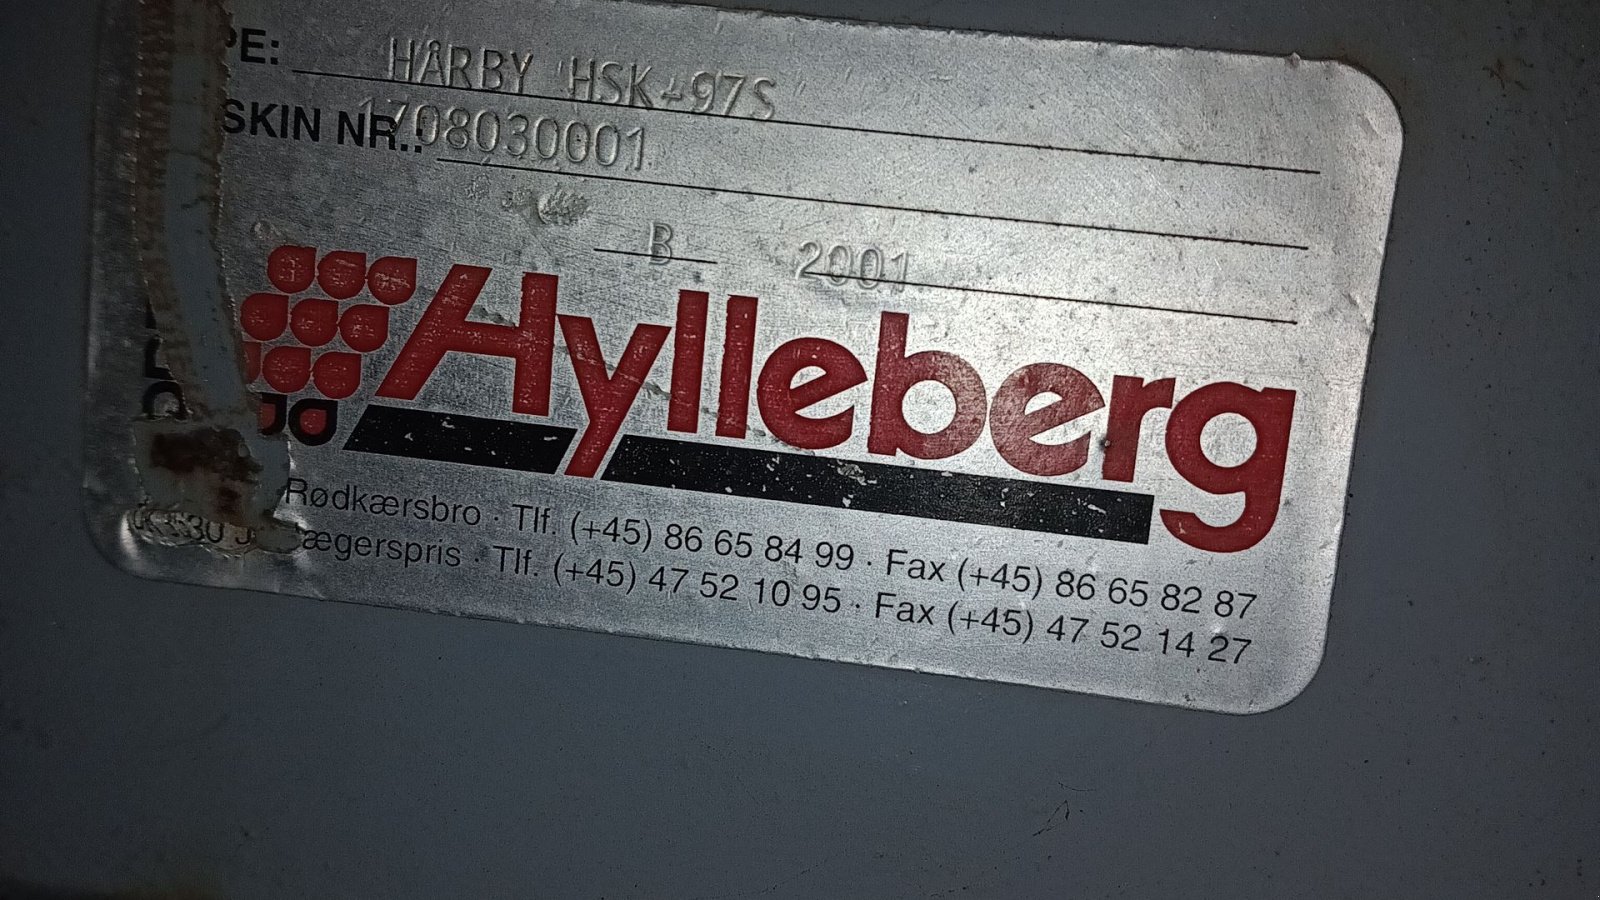 PE: HÅRBY HSK-97S
SKIN NR.: 1708030001
B 2001
Hylleberg
Rødkærsbro · Tlf. (+45) 86 65 84 99 · Fax (+45) 86 65 82 87
ægerspris · Tlf. (+45) 47 52 10 95 · Fax (+45) 47 52 14 27